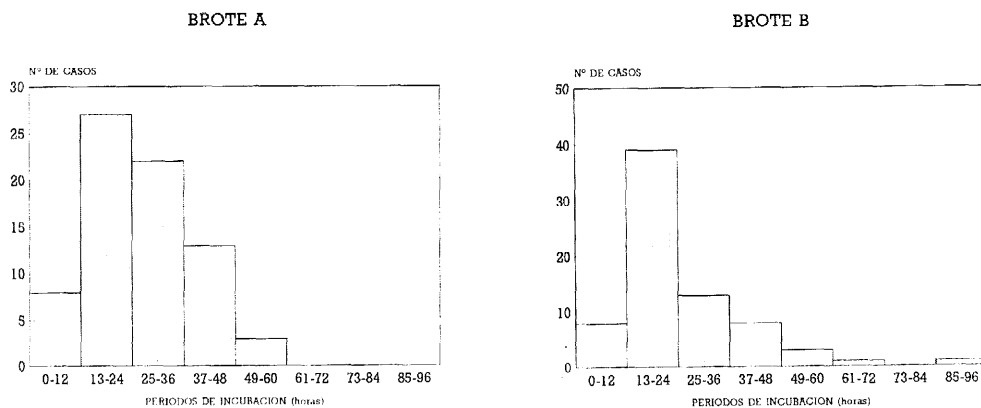 BROTE A
Nº DE CASOS
30
25
20
15
10
5
0
0-12 13-24 25-36 37-48 49-60 61-72 73-84 85-96
PERIODOS DE INCUBACION (horas)
BROTE B
Nº DE CASOS
50
40
30
20
10
0
0-12 13-24 25-36 37-48 49-60 61-72 73-84 85-96
PERIODOS DE INCUBACION (horas)